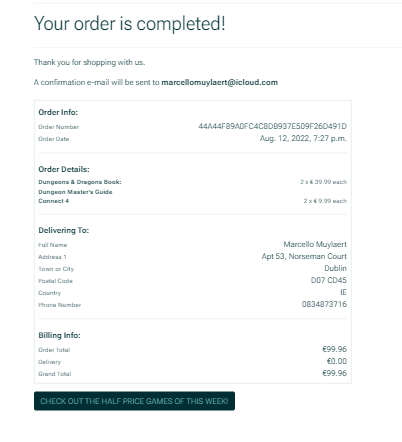 Your order is completed!
Thank you for shopping with us.
A confirmation e-mail will be sent to marcellomuylaert@icloud.com
Order Info:
Order Number 44A44F89A0FC4C8DB937E509F26D491D
Order Date Aug. 12, 2022, 7:27 p.m.
Order Details:
Dungeons & Dragons Book: 2 x € 39.99 each
Dungeon Master's Guide
Connect 4 2 x € 9.99 each
Delivering To:
Full Name Marcello Muylaert
Address 1 Apt 53, Norseman Court
Town or City Dublin
Postal Code D07 CD45
Country IE
Phone Number 0834873716
Billing Info:
Order Total €99.96
Delivery €0.00
Grand Total €99.96
CHECK OUT THE HALF PRICE GAMES OF THIS WEEK!